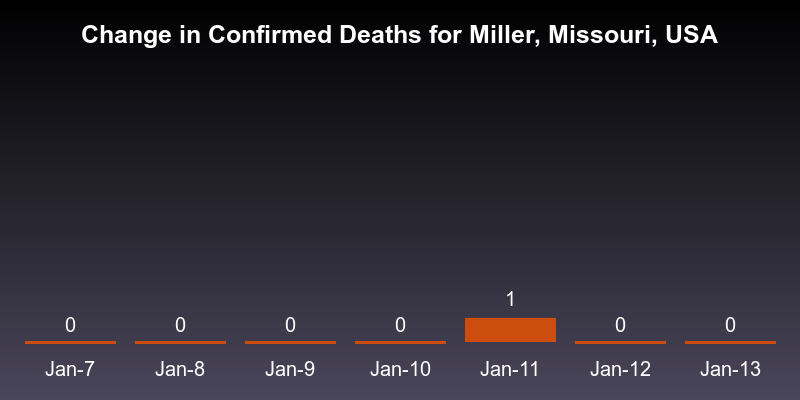 Change in Confirmed Deaths for Miller, Missouri, USA
1
0 0 0 0 0 0
Jan-7 Jan-8 Jan-9 Jan-10 Jan-11 Jan-12 Jan-13